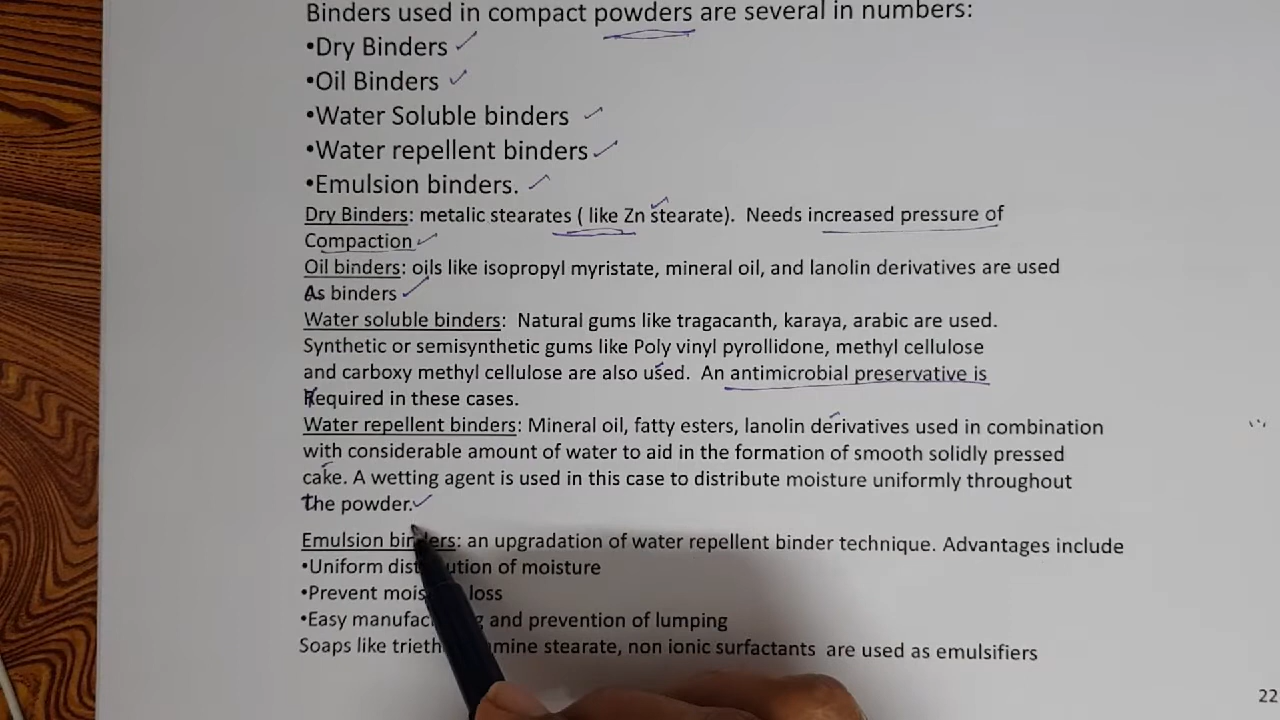 Binders used in compact powders are several in numbers:
•Dry Binders
•Oil Binders
•Water Soluble binders
•Water repellent binders
•Emulsion binders.
Dry Binders: metalic stearates ( like Zn stearate). Needs increased pressure of
Compaction
Oil binders: oils like isopropyl myristate, mineral oil, and lanolin derivatives are used
As binders
Water soluble binders: Natural gums like tragacanth, karaya, arabic are used.
Synthetic or semisynthetic gums like Poly vinyl pyrollidone, methyl cellulose
and carboxy methyl cellulose are also used. An antimicrobial preservative is
Required in these cases.
Water repellent binders: Mineral oil, fatty esters, lanolin derivatives used in combination
with considerable amount of water to aid in the formation of smooth solidly pressed
cake. A wetting agent is used in this case to distribute moisture uniformly throughout
The powder.
Emulsion binders: an upgradation of water repellent binder technique. Advantages include
•Uniform distribution of moisture
•Prevent loss
•Easy and prevention of lumping
Soaps like stearate, non ionic surfactants are used as emulsifiers
22